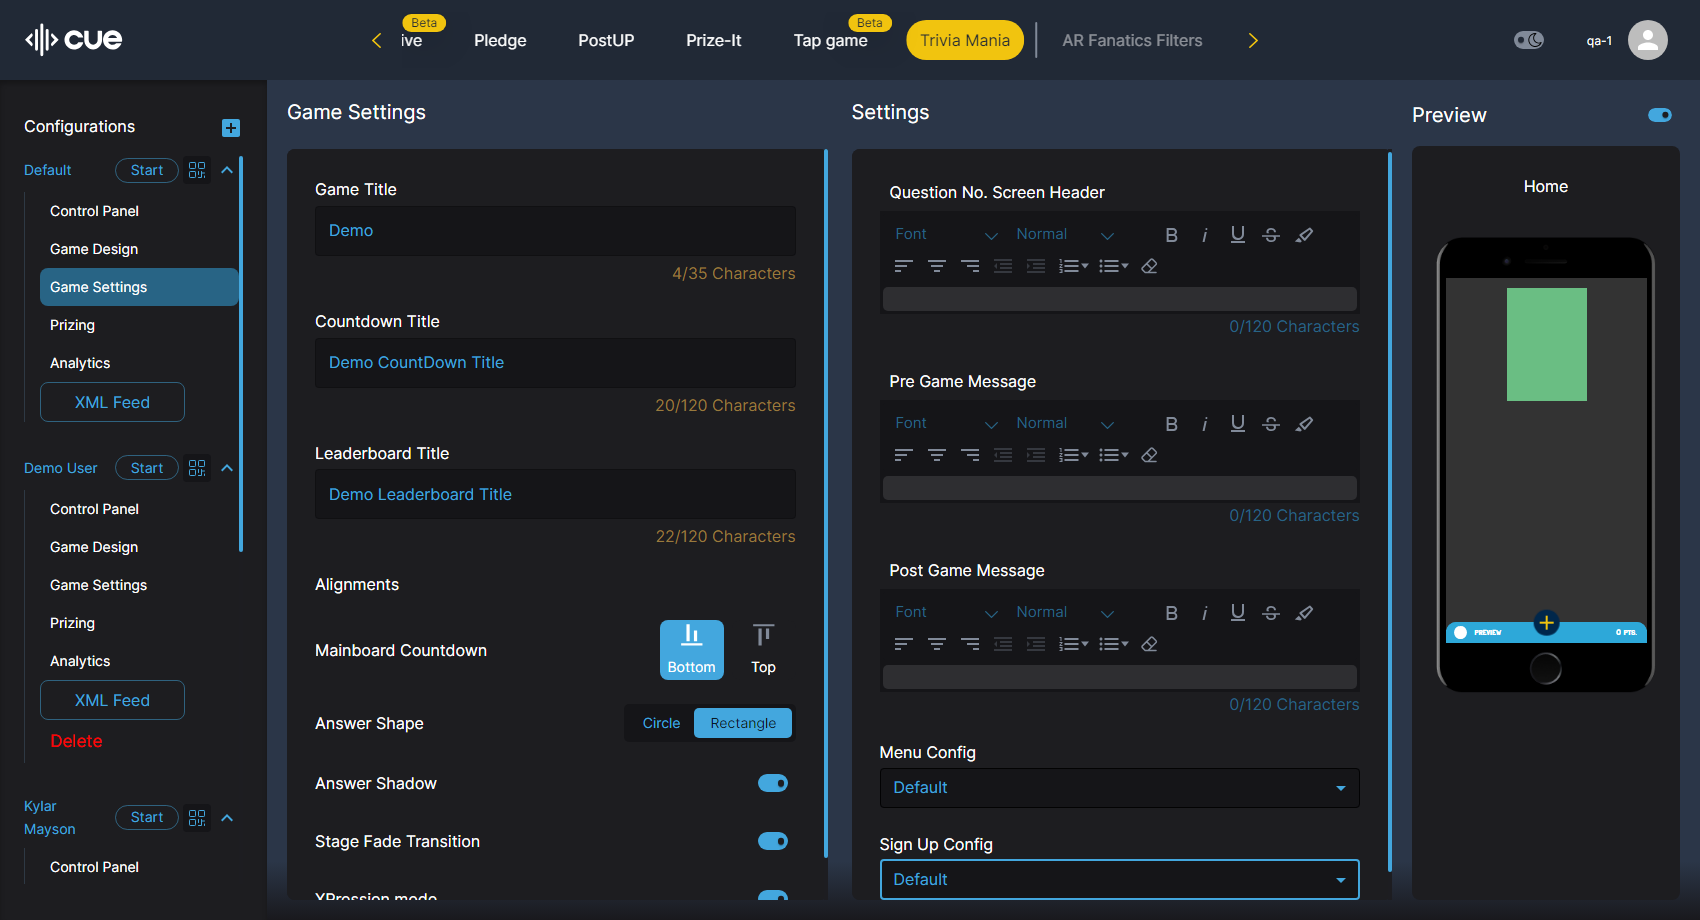 cue
Beta
ive
Pledge
PostUP
Prize-It
Tap game
Beta
Trivia Mania
AR Fanatics Filters
qa-1
Configurations
Default
Start
Control Panel
Game Design
Game Settings
Prizing
Analytics
XML Feed
Demo User
Start
Control Panel
Game Design
Game Settings
Prizing
Analytics
XML Feed
Delete
Kylar
Mayson
Start
Control Panel
Game Settings
Game Title
Demo
4/35 Characters
Countdown Title
Demo CountDown Title
20/120 Characters
Leaderboard Title
Demo Leaderboard Title
22/120 Characters
Alignments
Mainboard Countdown
Bottom
Top
Answer Shape
Circle
Rectangle
Answer Shadow
Stage Fade Transition
XPression mode
Settings
Question No. Screen Header
Font
Normal
B i U S
0/120 Characters
Pre Game Message
Font
Normal
B i U S
0/120 Characters
Post Game Message
Font
Normal
B i U S
0/120 Characters
Menu Config
Default
Sign Up Config
Default
Preview
Home
PREVIEW
0 PTS.